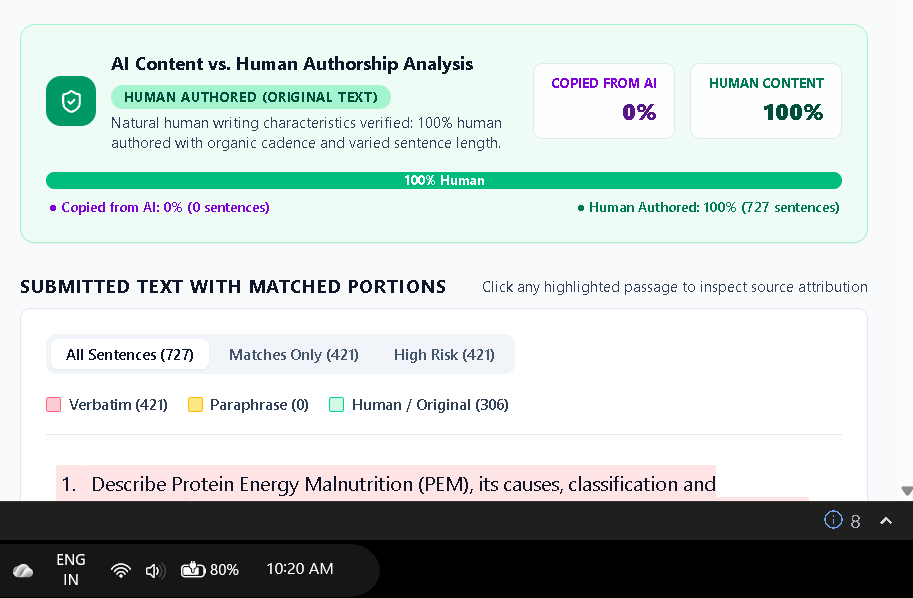 AI Content vs. Human Authorship Analysis
HUMAN AUTHORED (ORIGINAL TEXT)
Natural human writing characteristics verified: 100% human
authored with organic cadence and varied sentence length.
COPIED FROM AI
0%
HUMAN CONTENT
100%
100% Human
• Copied from AI: 0% (0 sentences)
• Human Authored: 100% (727 sentences)
SUBMITTED TEXT WITH MATCHED PORTIONS
Click any highlighted passage to inspect source attribution
All Sentences (727)
Matches Only (421)
High Risk (421)
Verbatim (421)
Paraphrase (0)
Human / Original (306)
1. Describe Protein Energy Malnutrition (PEM), its causes, classification and
8
ENG
IN
80%
10:20 AM